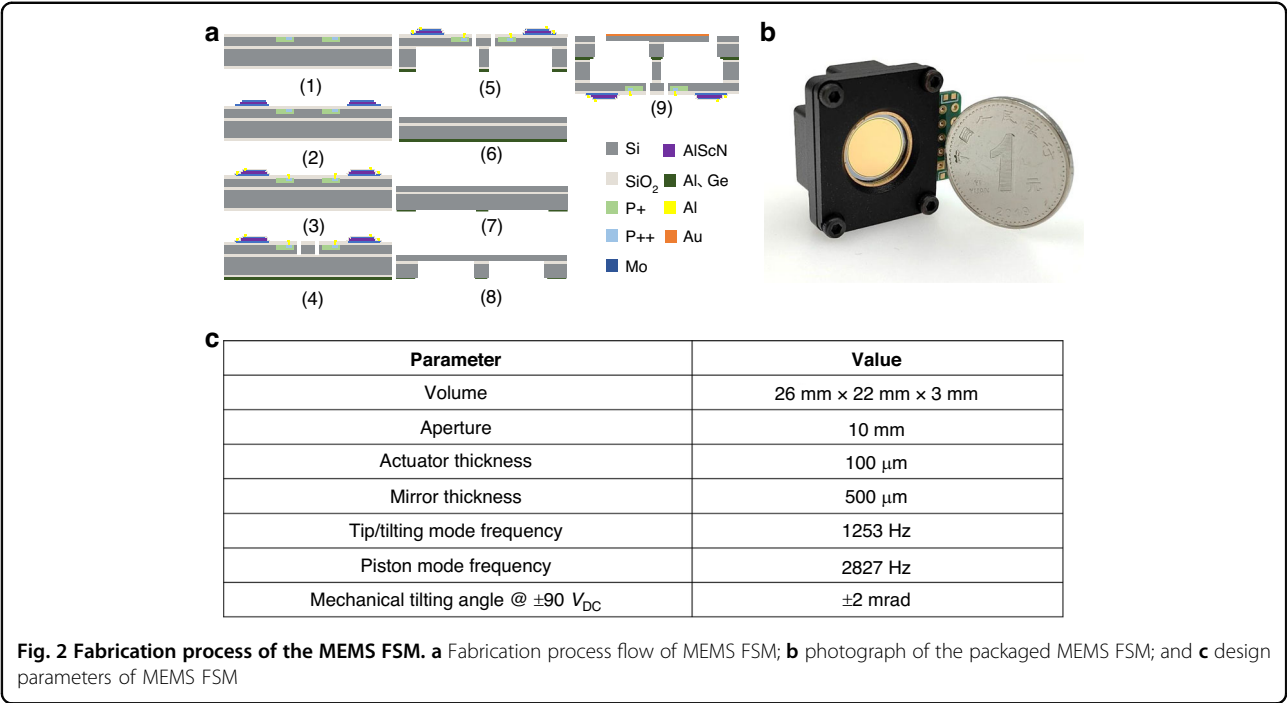 a
(1)
(2)
(3)
(4)
(5)
(6)
(7)
(8)
(9)
Si
AlScN
SiO₂
Al、Ge
P+
Al
P++
Au
Mo
b
1
元
c
Parameter Value
Volume 26 mm × 22 mm × 3 mm
Aperture 10 mm
Actuator thickness 100 μm
Mirror thickness 500 μm
Tip/tilting mode frequency 1253 Hz
Piston mode frequency 2827 Hz
Mechanical tilting angle @ ±90 V_DC ±2 mrad
Fig. 2 Fabrication process of the MEMS FSM. a Fabrication process flow of MEMS FSM; b photograph of the packaged MEMS FSM; and c design
parameters of MEMS FSM